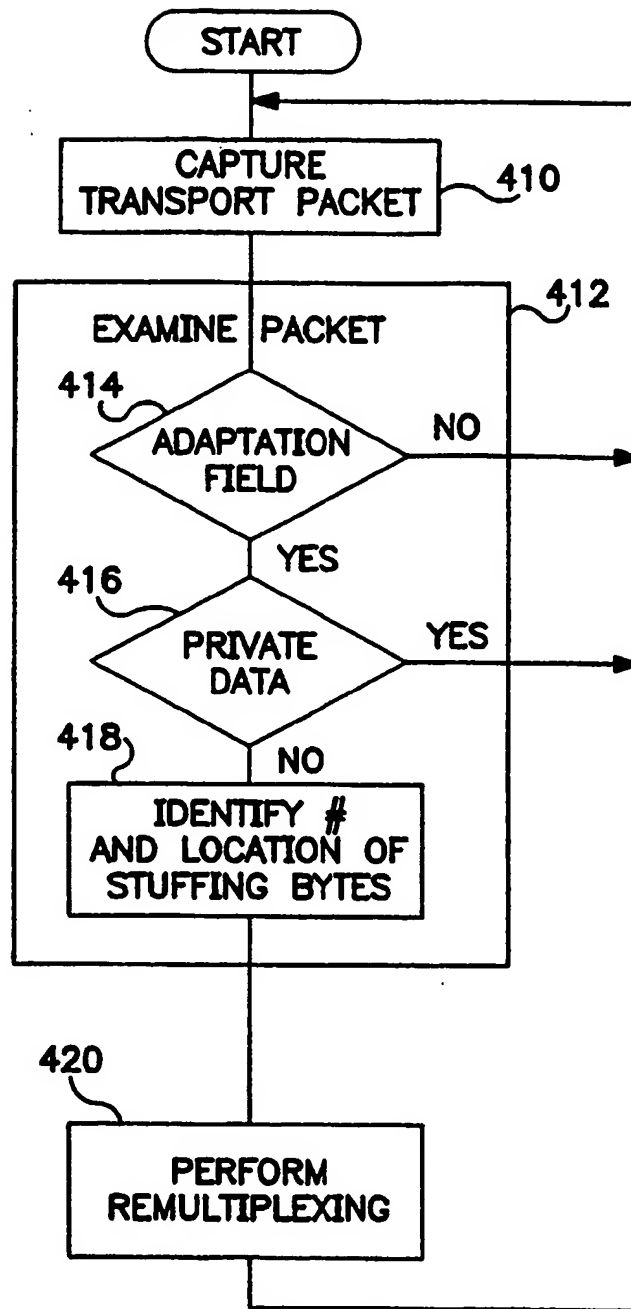 START
CAPTURE
TRANSPORT PACKET
410
412
EXAMINE PACKET
414
ADAPTATION
FIELD
NO
YES
416
PRIVATE
DATA
YES
NO
418
IDENTIFY #
AND LOCATION OF
STUFFING BYTES
420
PERFORM
REMULTIPLEXING